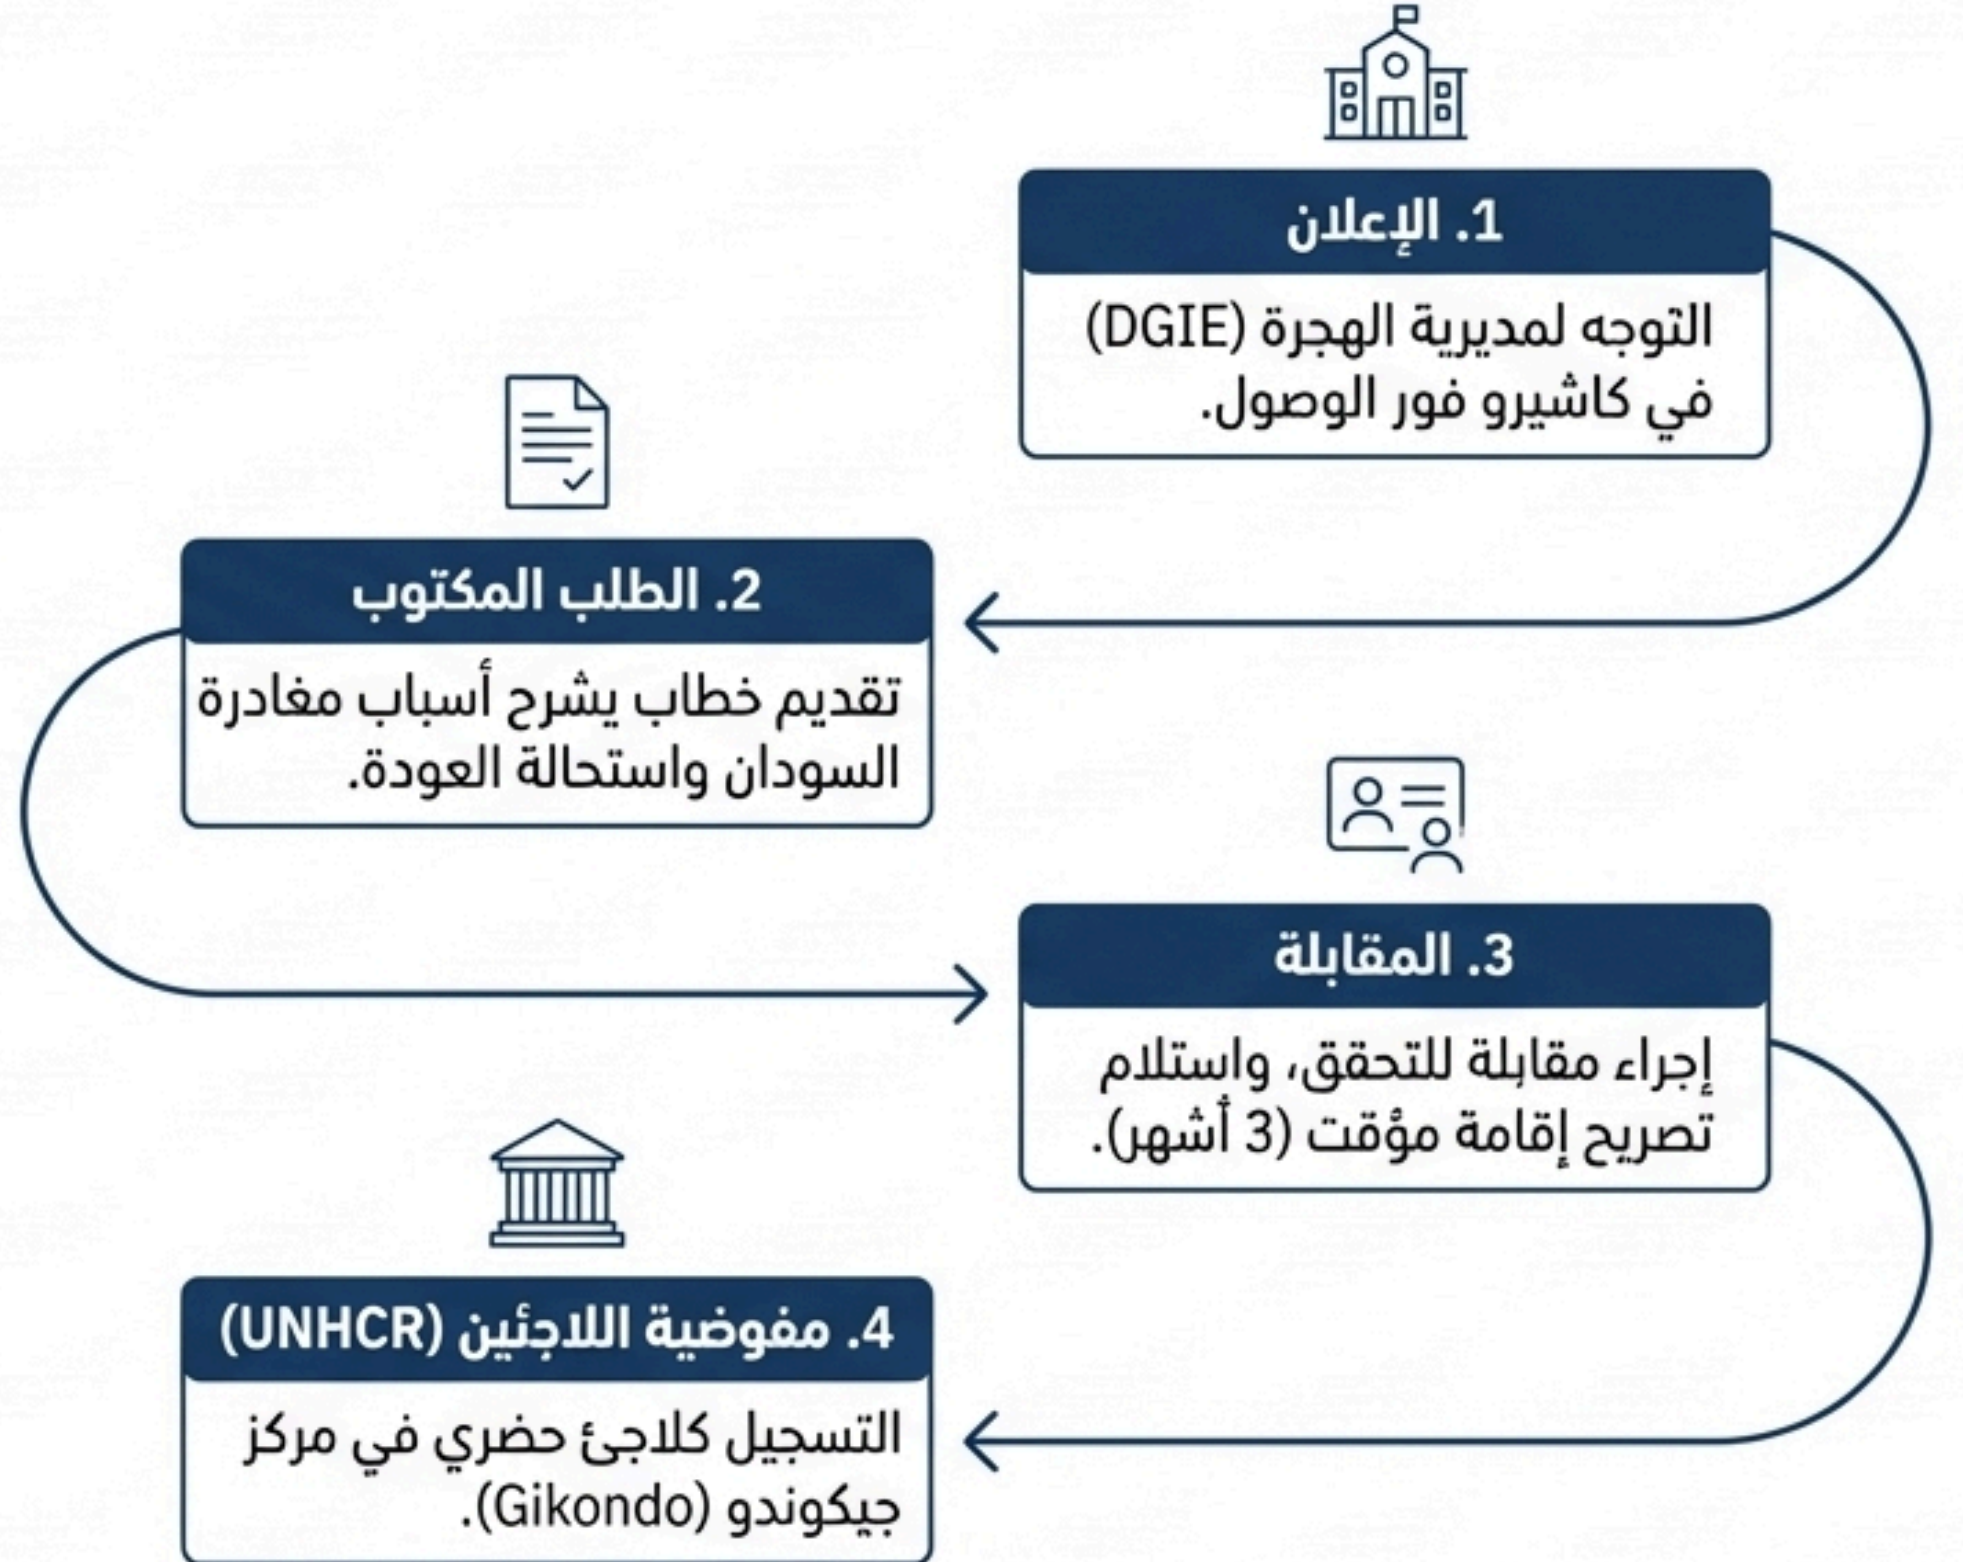 1. الإعلان
التوجه لمديرية الهجرة (DGIE)
في كاشيرو فور الوصول.
2. الطلب المكتوب
تقديم خطاب يشرح أسباب مغادرة
السودان واستحالة العودة.
3. المقابلة
إجراء مقابلة للتحقق، واستلام
تصريح إقامة مؤقت (3 أشهر).
4. مفوضية اللاجئين (UNHCR)
التسجيل كلاجئ حضري في مركز
جيكوندو (Gikondo).